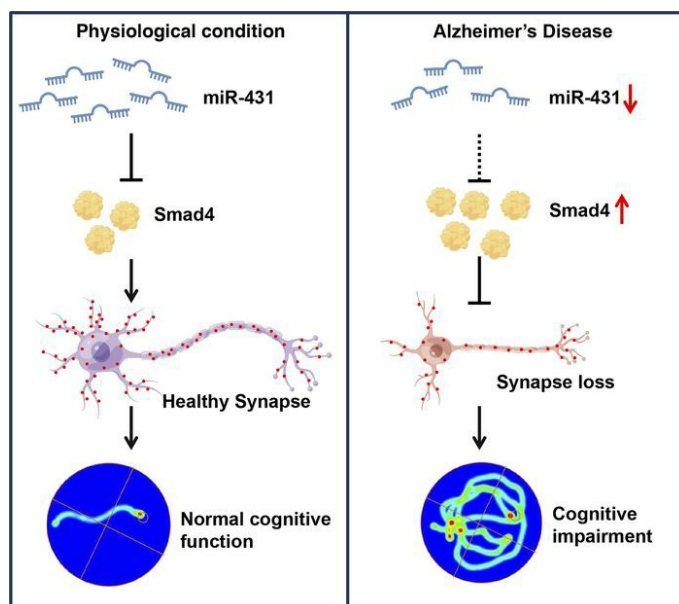 Physiological condition
miR-431
Smad4
Healthy Synapse
Normal cognitive
function
Alzheimer's Disease
miR-431
Smad4
Synapse loss
Cognitive
impairment